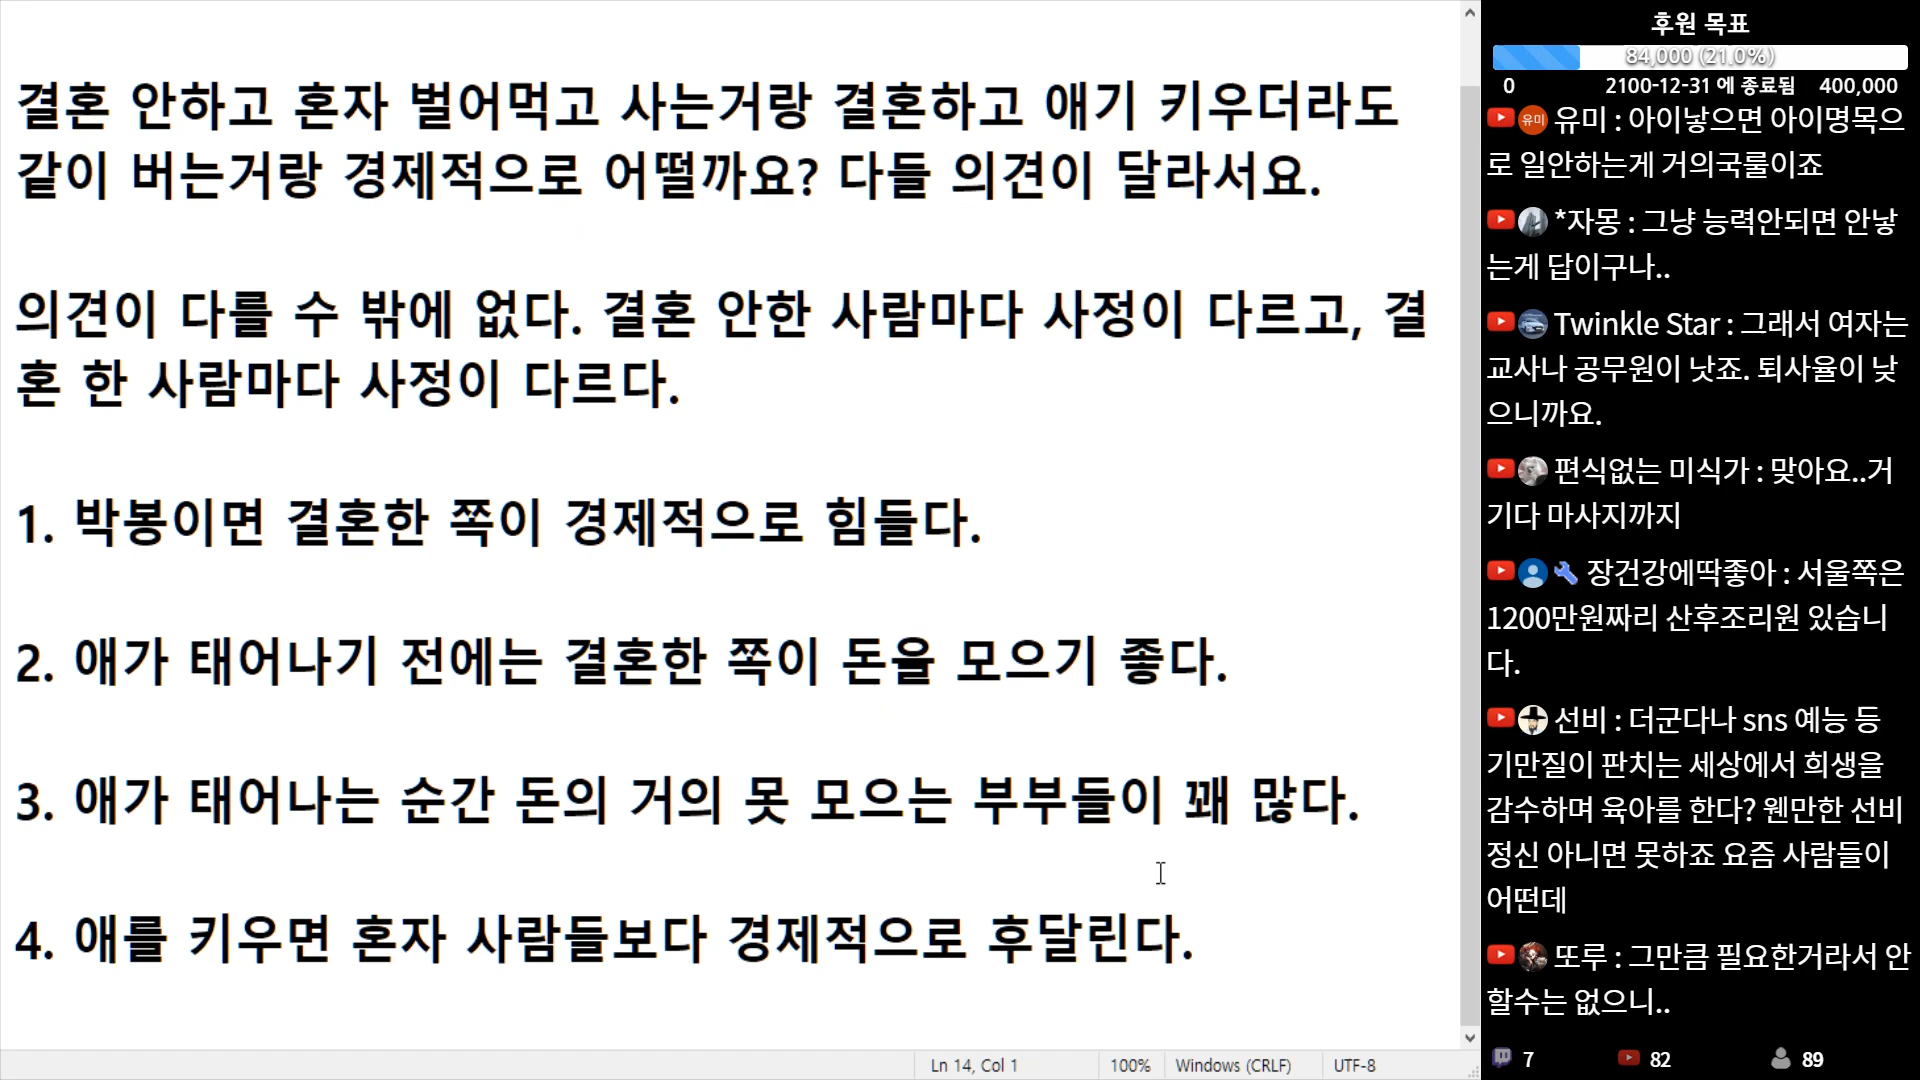 결혼 안하고 혼자 벌어먹고 사는거랑 결혼하고 애기 키우더라도
같이 버는거랑 경제적으로 어떨까요? 다들 의견이 달라서요.
의견이 다를 수 밖에 없다. 결혼 안한 사람마다 사정이 다르고, 결
혼 한 사람마다 사정이 다르다.
1. 박봉이면 결혼한 쪽이 경제적으로 힘들다.
2. 애가 태어나기 전에는 결혼한 쪽이 돈을 모으기 좋다.
3. 애가 태어나는 순간 돈의 거의 못 모으는 부부들이 꽤 많다.
4. 애를 키우면 혼자 사람들보다 경제적으로 후달린다.
Ln 14, Col 1
100%
Windows (CRLF)
UTF-8
후원 목표
84,000 (21.0%)
0 2100-12-31 에 종료됨 400,000
유미 유미 : 아이낳으면 아이명목으
로 일안하는게 거의국룰이죠
*자몽 : 그냥 능력안되면 안낳
는게 답이구나..
Twinkle Star : 그래서 여자는
교사나 공무원이 낫죠. 퇴사율이 낮
으니까요.
편식없는 미식가 : 맞아요..거
기다 마사지까지
장건강에딱좋아 : 서울쪽은
1200만원짜리 산후조리원 있습니
다.
선비 : 더군다나 sns 예능 등
기만질이 판치는 세상에서 희생을
감수하며 육아를 한다? 웬만한 선비
정신 아니면 못하죠 요즘 사람들이
어떤데
또루 : 그만큼 필요한거라서 안
할수는 없으니..
7 82 89